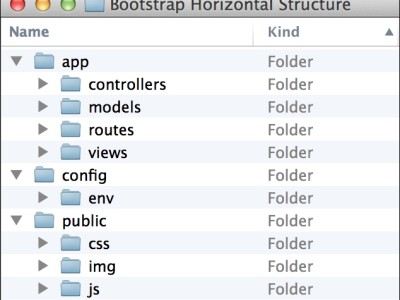 Bootstrap Horizontal Structure
Name Kind
app Folder
controllers Folder
models Folder
routes Folder
views Folder
config Folder
env Folder
public Folder
css Folder
img Folder
js Folder